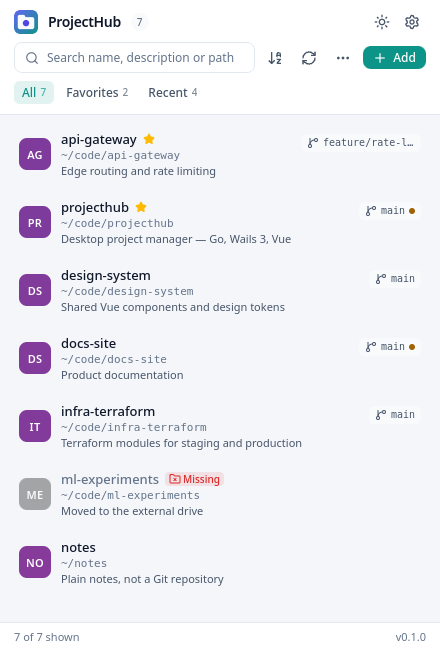 ProjectHub 7
Search name, description or path
Add
All 7 Favorites 2 Recent 4
AG api-gateway
~/code/api-gateway
Edge routing and rate limiting
feature/rate-l…
PR projecthub
~/code/projecthub
Desktop project manager — Go, Wails 3, Vue
main
DS design-system
~/code/design-system
Shared Vue components and design tokens
main
DS docs-site
~/code/docs-site
Product documentation
main
IT infra-terraform
~/code/infra-terraform
Terraform modules for staging and production
main
ME ml-experiments Missing
~/code/ml-experiments
Moved to the external drive
NO notes
~/notes
Plain notes, not a Git repository
7 of 7 shown v0.1.0